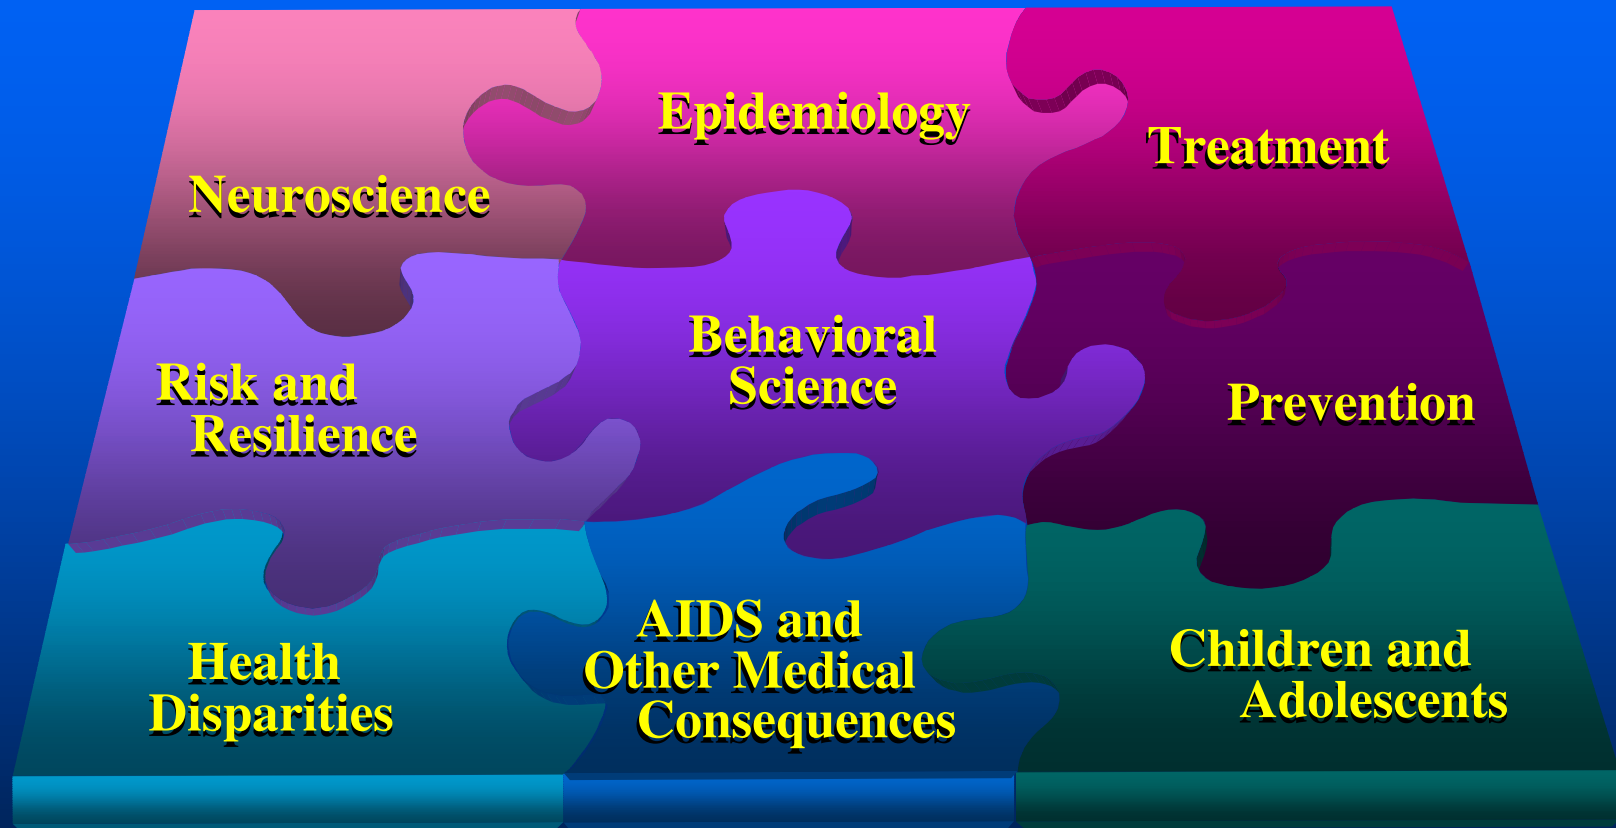 Neuroscience
Epidemiology
Treatment
Risk and
Resilience
Behavioral
Science
Prevention
Health
Disparities
AIDS and
Other Medical
Consequences
Children and
Adolescents